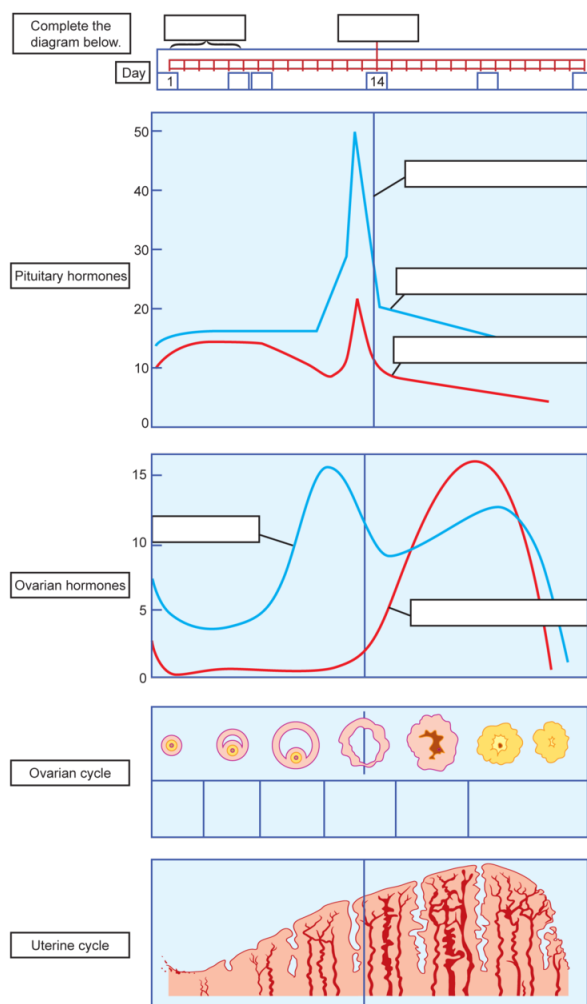 Complete the
diagram below.
Day
1
14
50
40
Pituitary hormones
30
20
10
0
15
10
Ovarian hormones
5
0
Ovarian cycle
Uterine cycle